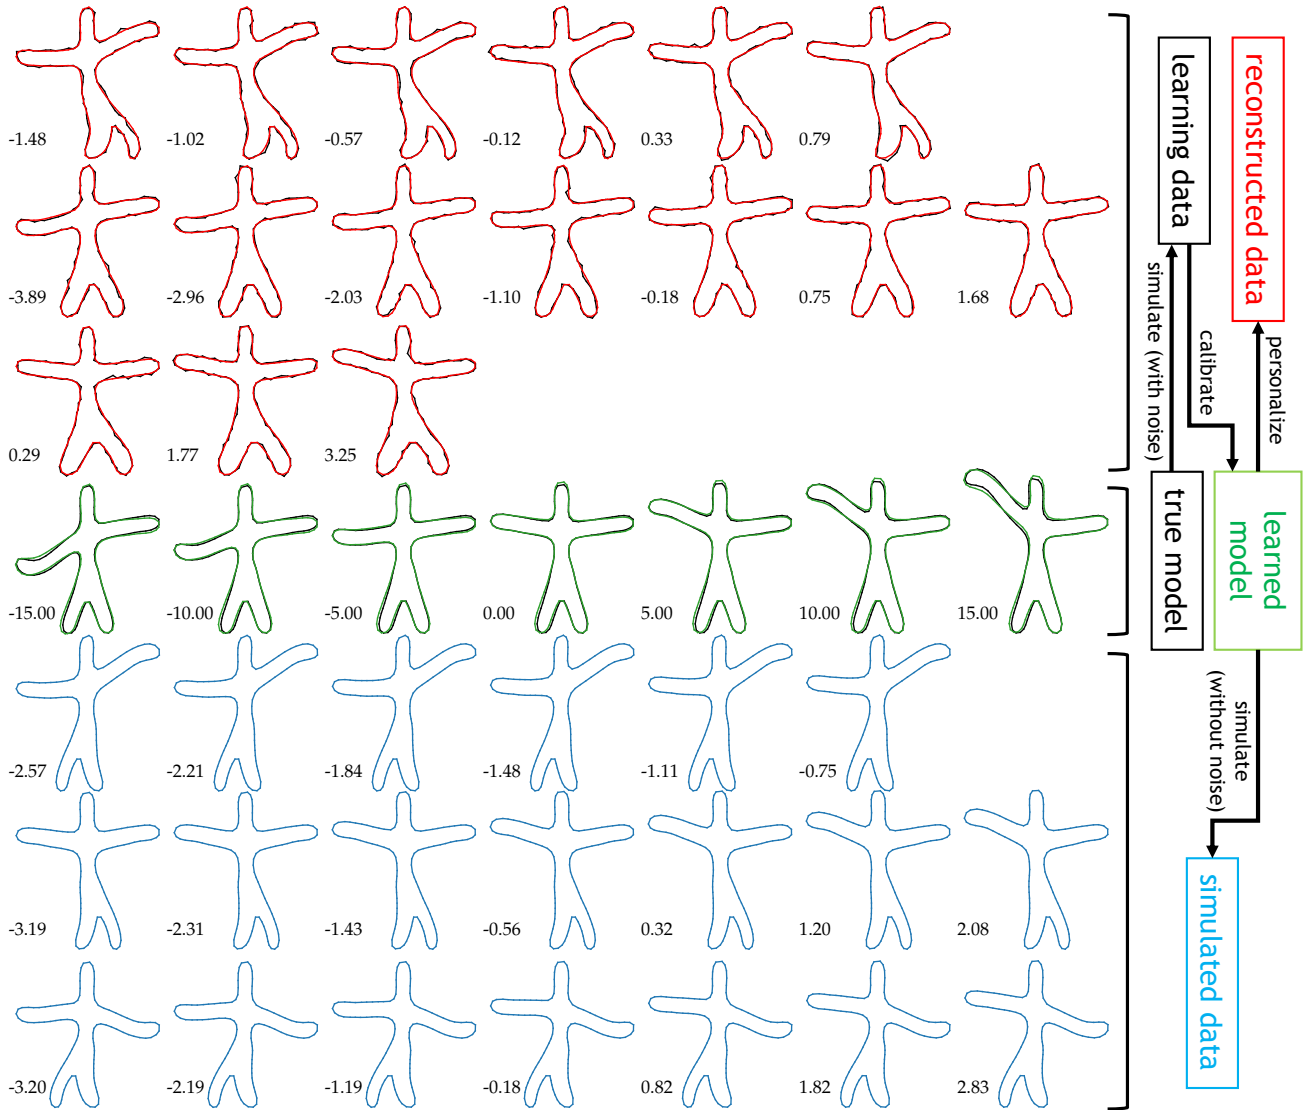 -1.48 -1.02 -0.57 -0.12 0.33 0.79
-3.89 -2.96 -2.03 -1.10 -0.18 0.75 1.68
0.29 1.77 3.25
-15.00 -10.00 -5.00 0.00 5.00 10.00 15.00
-2.57 -2.21 -1.84 -1.48 -1.11 -0.75
-3.19 -2.31 -1.43 -0.56 0.32 1.20 2.08
-3.20 -2.19 -1.19 -0.18 0.82 1.82 2.83
reconstructed data
learning data
personalize
calibrate
simulate (with noise)
learned
model
true model
simulate
(without noise)
simulated data